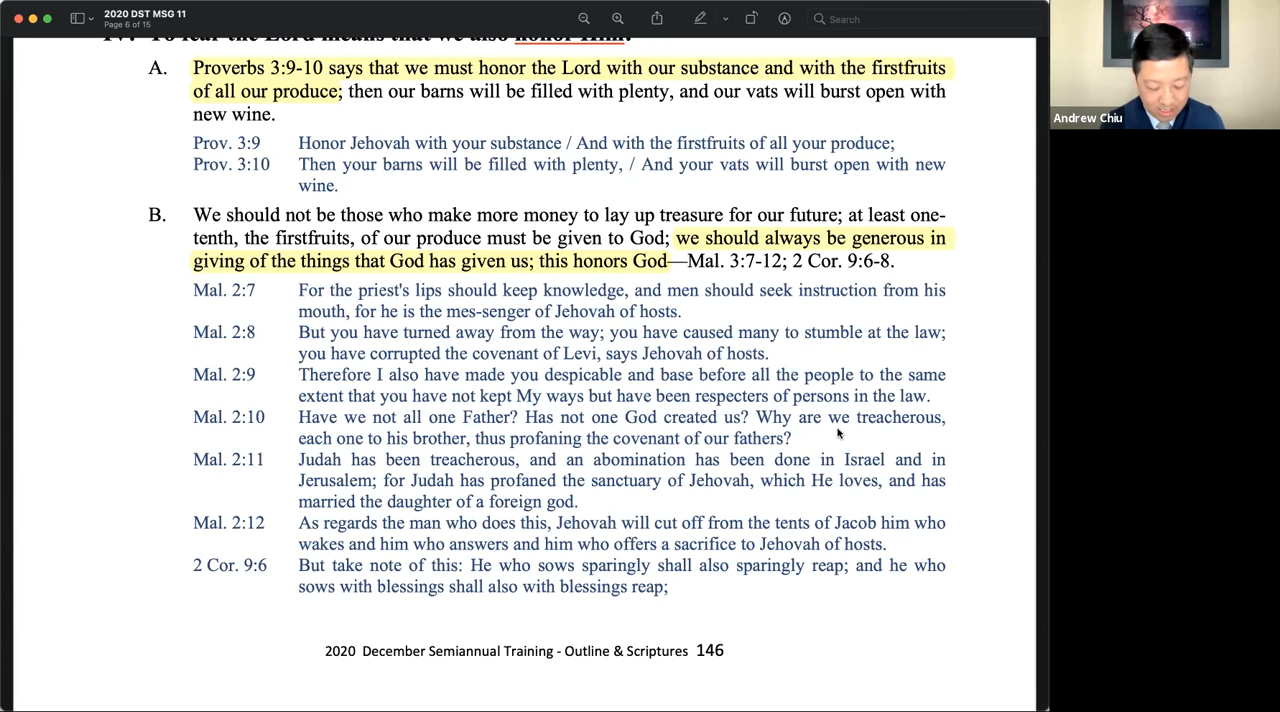 2020 DST MSG 11
Page 6 of 15
Search
IV. To fear the Lord means that we also honor Him:
A. Proverbs 3:9-10 says that we must honor the Lord with our substance and with the firstfruits
of all our produce; then our barns will be filled with plenty, and our vats will burst open with
new wine.
Prov. 3:9 Honor Jehovah with your substance / And with the firstfruits of all your produce;
Prov. 3:10 Then your barns will be filled with plenty, / And your vats will burst open with new
wine.
B. We should not be those who make more money to lay up treasure for our future; at least one-
tenth, the firstfruits, of our produce must be given to God; we should always be generous in
giving of the things that God has given us; this honors God—Mal. 3:7-12; 2 Cor. 9:6-8.
Mal. 2:7 For the priest's lips should keep knowledge, and men should seek instruction from his
mouth, for he is the mes-senger of Jehovah of hosts.
Mal. 2:8 But you have turned away from the way; you have caused many to stumble at the law;
you have corrupted the covenant of Levi, says Jehovah of hosts.
Mal. 2:9 Therefore I also have made you despicable and base before all the people to the same
extent that you have not kept My ways but have been respecters of persons in the law.
Mal. 2:10 Have we not all one Father? Has not one God created us? Why are we treacherous,
each one to his brother, thus profaning the covenant of our fathers?
Mal. 2:11 Judah has been treacherous, and an abomination has been done in Israel and in
Jerusalem; for Judah has profaned the sanctuary of Jehovah, which He loves, and has
married the daughter of a foreign god.
Mal. 2:12 As regards the man who does this, Jehovah will cut off from the tents of Jacob him who
wakes and him who answers and him who offers a sacrifice to Jehovah of hosts.
2 Cor. 9:6 But take note of this: He who sows sparingly shall also sparingly reap; and he who
sows with blessings shall also with blessings reap;
2020 December Semiannual Training - Outline & Scriptures 146
Andrew Chiu